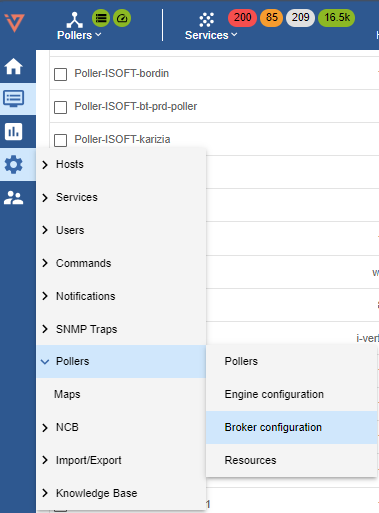 Pollers
Services
200
85
209
16.5k
Poller-ISOFT-bordin
Poller-ISOFT-bt-prd-poller
Poller-ISOFT-karizia
Hosts
Services
Users
Commands
Notifications
SNMP Traps
i-vert
Pollers
Pollers
Maps
Engine configuration
NCB
Broker configuration
Import/Export
Resources
Knowledge Base
1